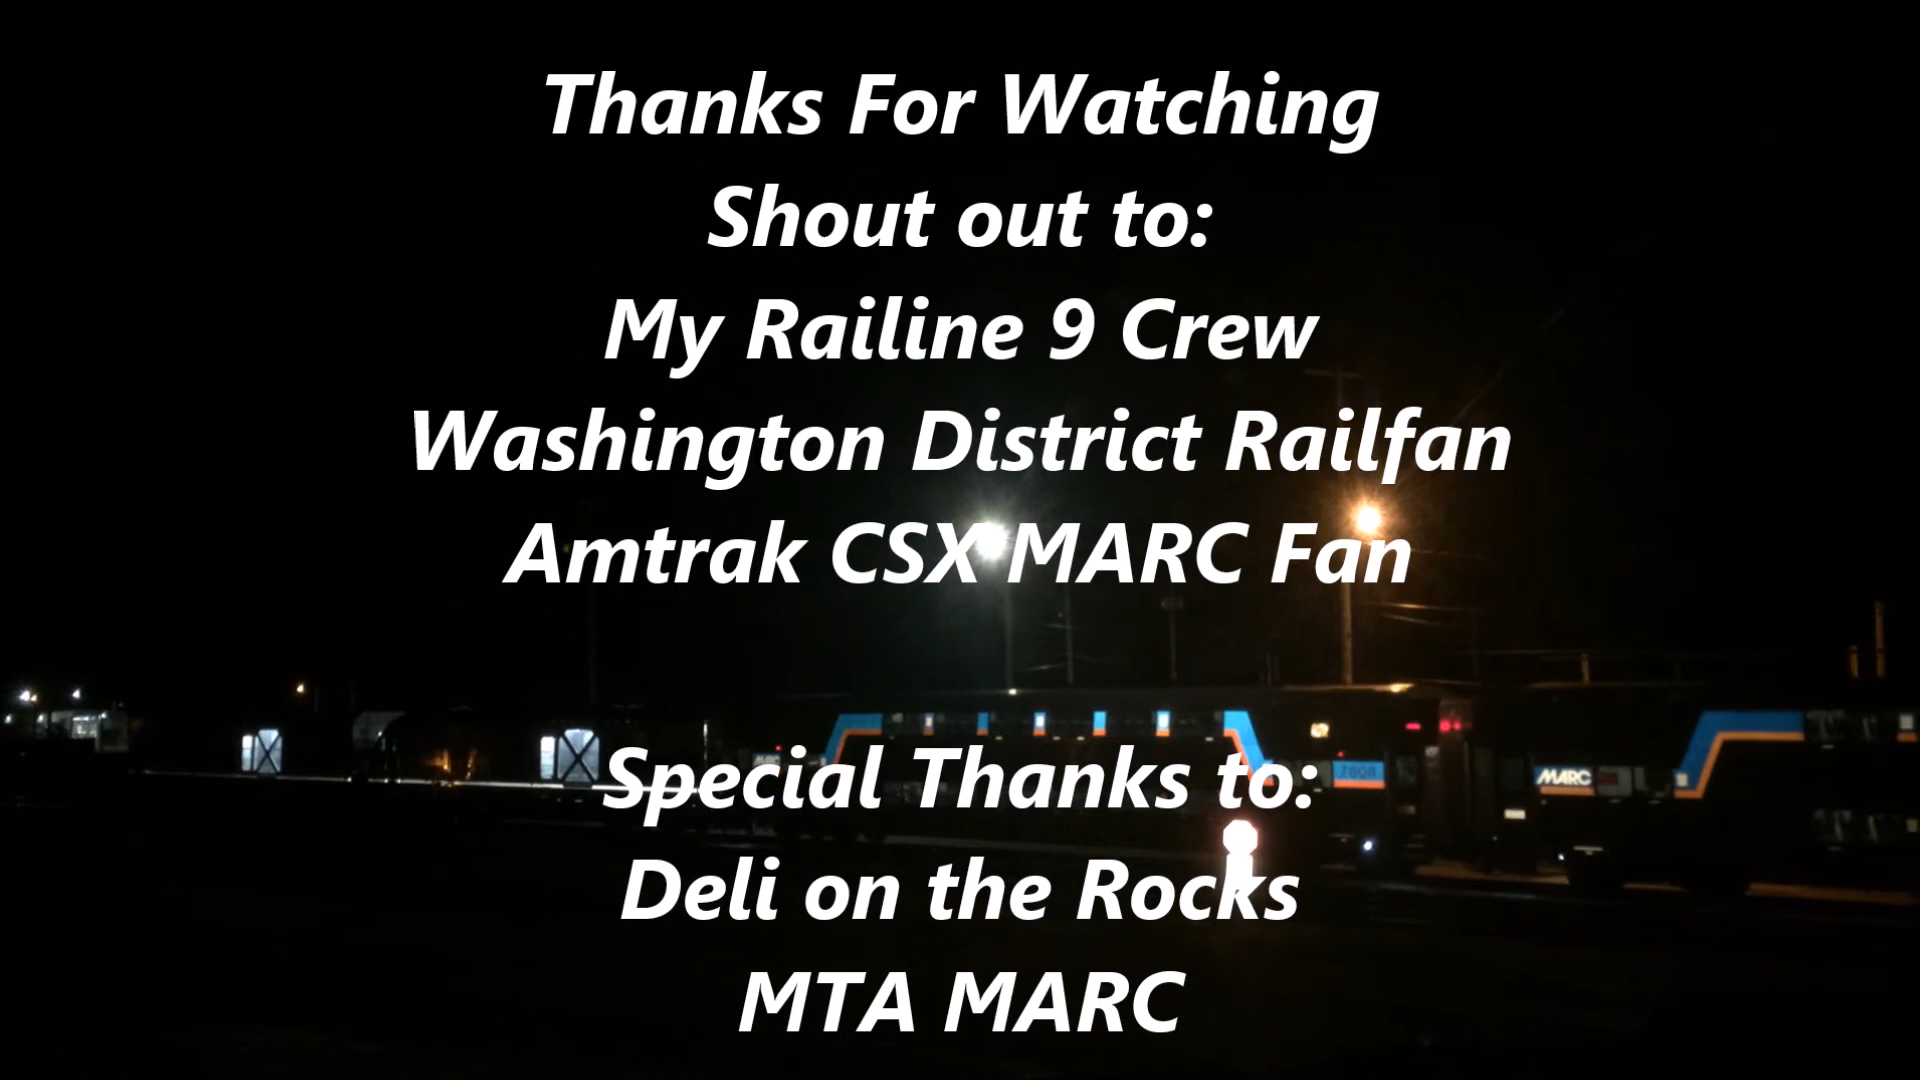 Thanks For Watching
Shout out to:
My Railine 9 Crew
Washington District Railfan
Amtrak CSX MARC Fan
Special Thanks to:
Deli on the Rocks
MTA MARC
7808
MARC